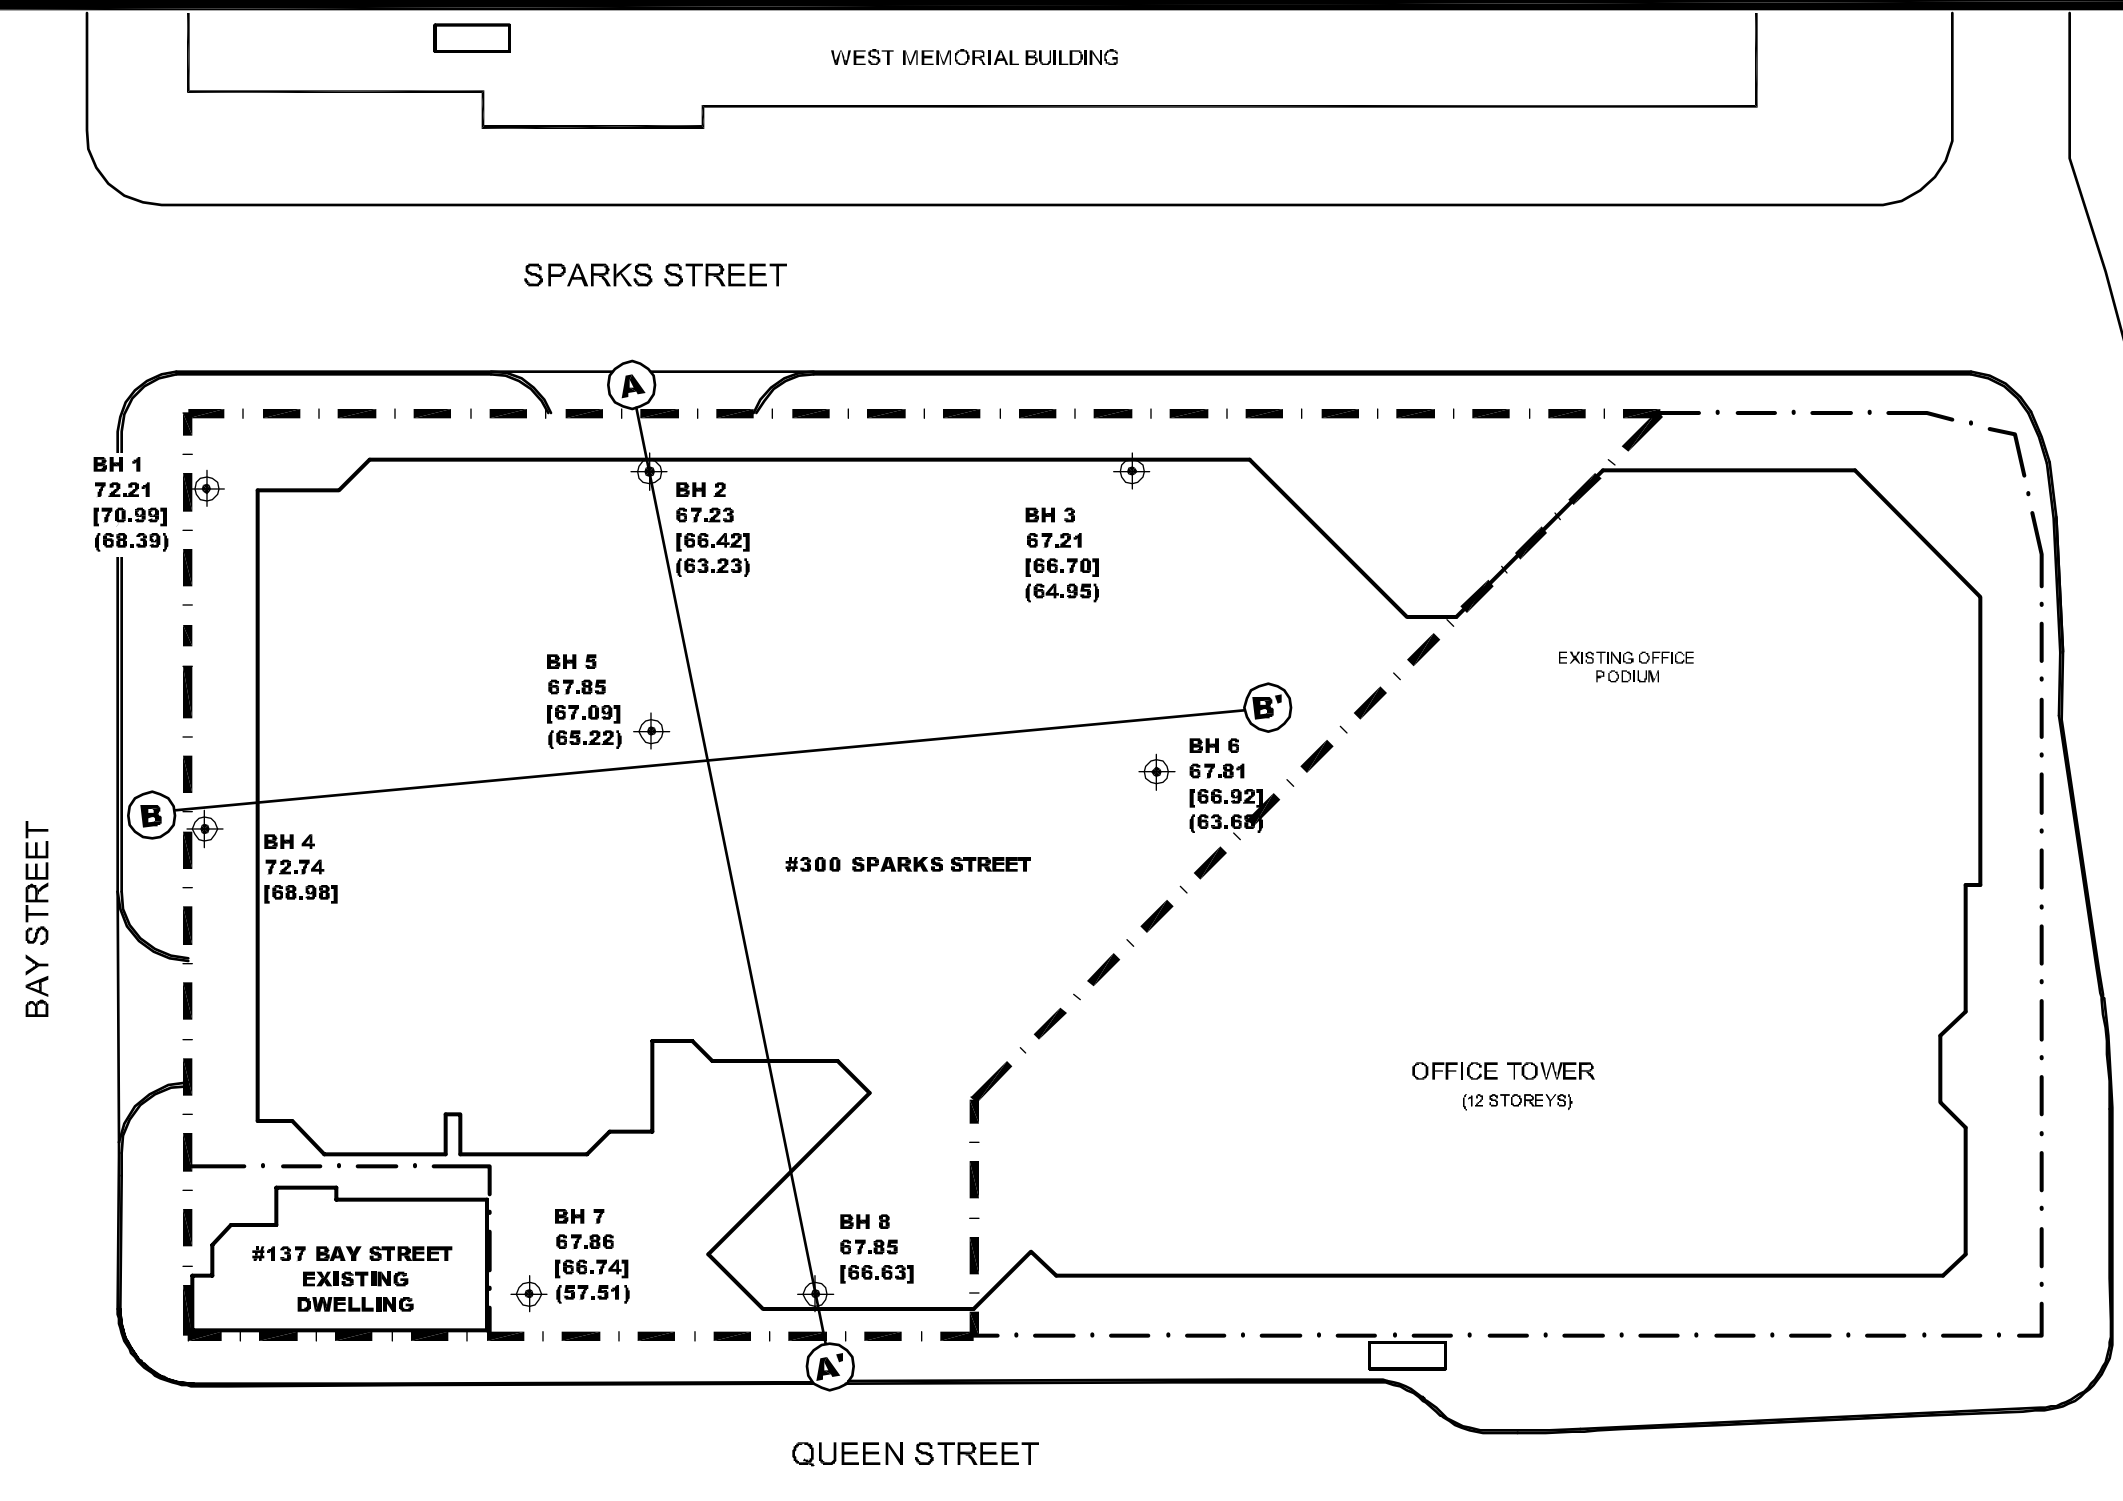 WEST MEMORIAL BUILDING
SPARKS STREET
A
BH 1
72.21
[70.99]
(68.39)
BH 2
67.23
[66.42]
(63.23)
BH 3
67.21
[66.70]
(64.95)
BH 5
67.85
[67.09]
(65.22)
EXISTING OFFICE
PODIUM
B'
BH 6
67.81
[66.92]
(63.68)
B
BH 4
72.74
[68.98]
#300 SPARKS STREET
BAY STREET
OFFICE TOWER
(12 STOREYS)
#137 BAY STREET
EXISTING
DWELLING
BH 7
67.86
[66.74]
(57.51)
BH 8
67.85
[66.63]
A'
QUEEN STREET